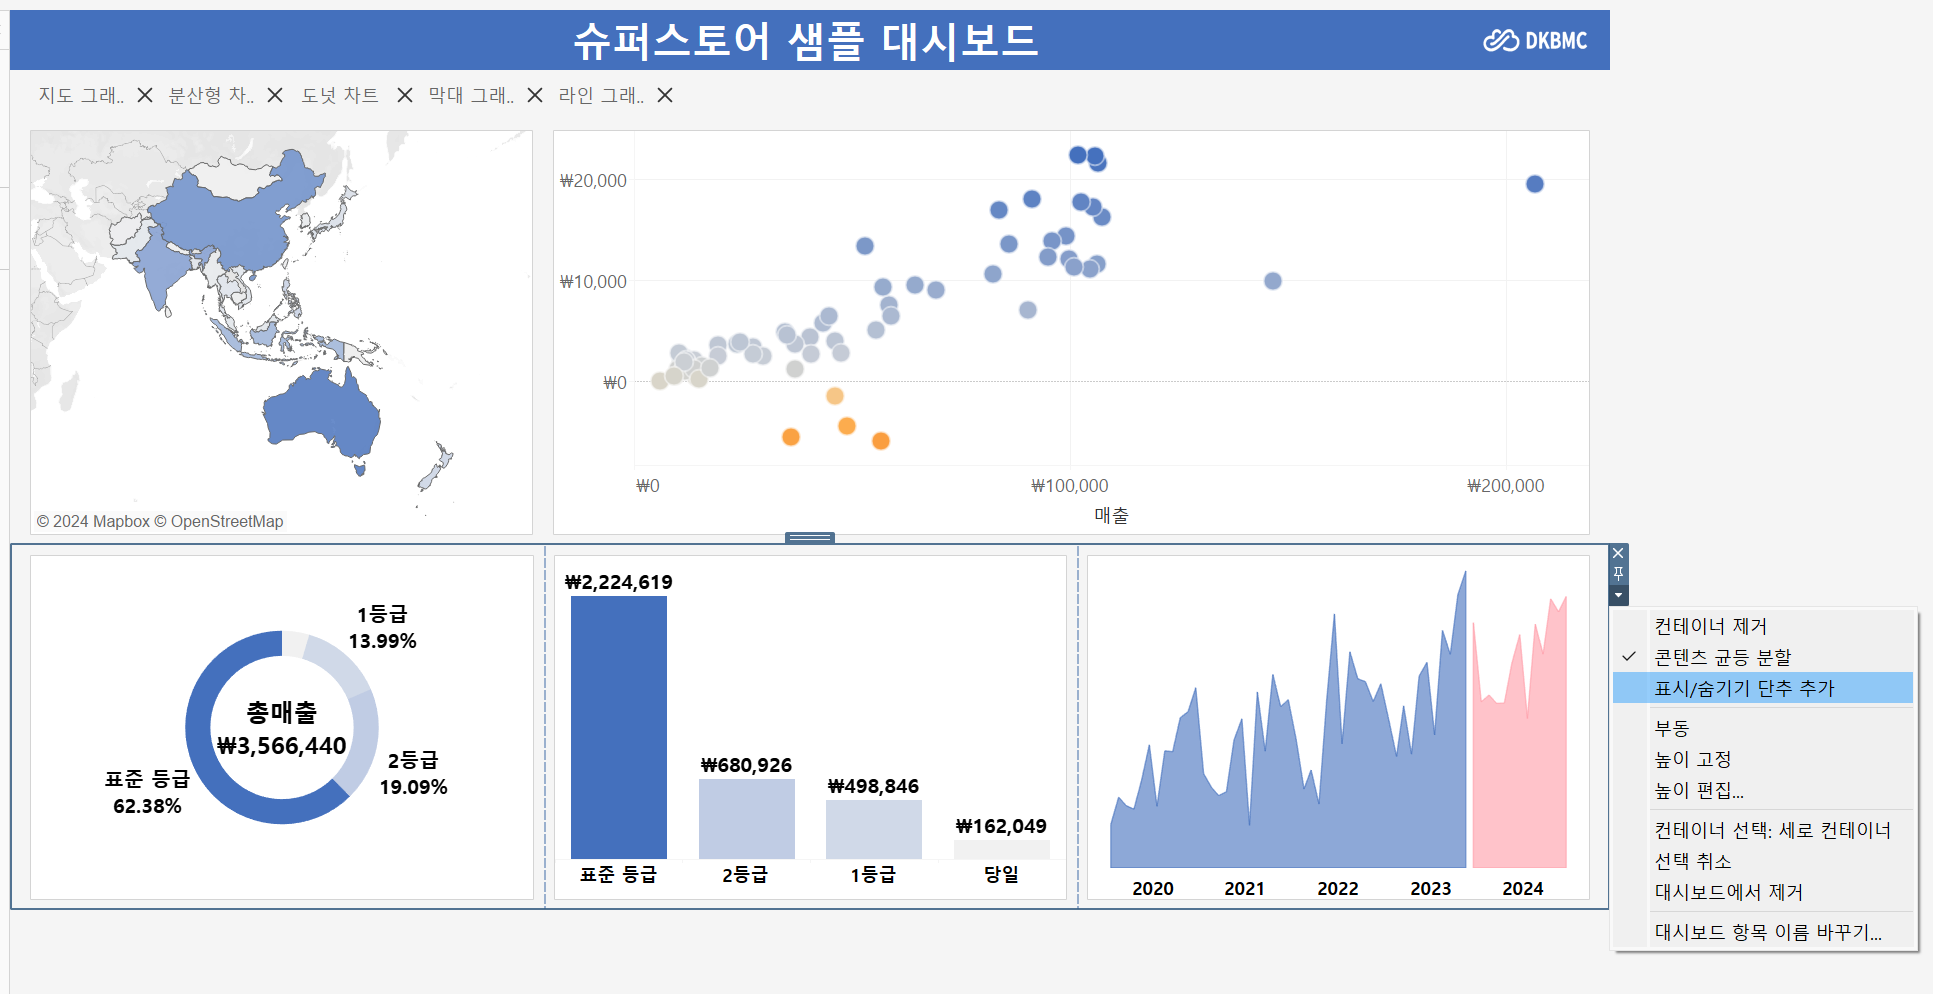 슈퍼스토어 샘플 대시보드
DKBMC
지도 그래.. 분산형 차.. 도넛 차트 막대 그래.. 라인 그래..
© 2024 Mapbox © OpenStreetMap
₩20,000
₩10,000
₩0
₩0 ₩100,000 ₩200,000
매출
1등급
13.99%
총매출
₩3,566,440
2등급
19.09%
표준 등급
62.38%
₩2,224,619
₩680,926
₩498,846
₩162,049
표준 등급 2등급 1등급 당일
2020 2021 2022 2023 2024
컨테이너 제거
콘텐츠 균등 분할
표시/숨기기 단추 추가
부동
높이 고정
높이 편집...
컨테이너 선택: 세로 컨테이너
선택 취소
대시보드에서 제거
대시보드 항목 이름 바꾸기...